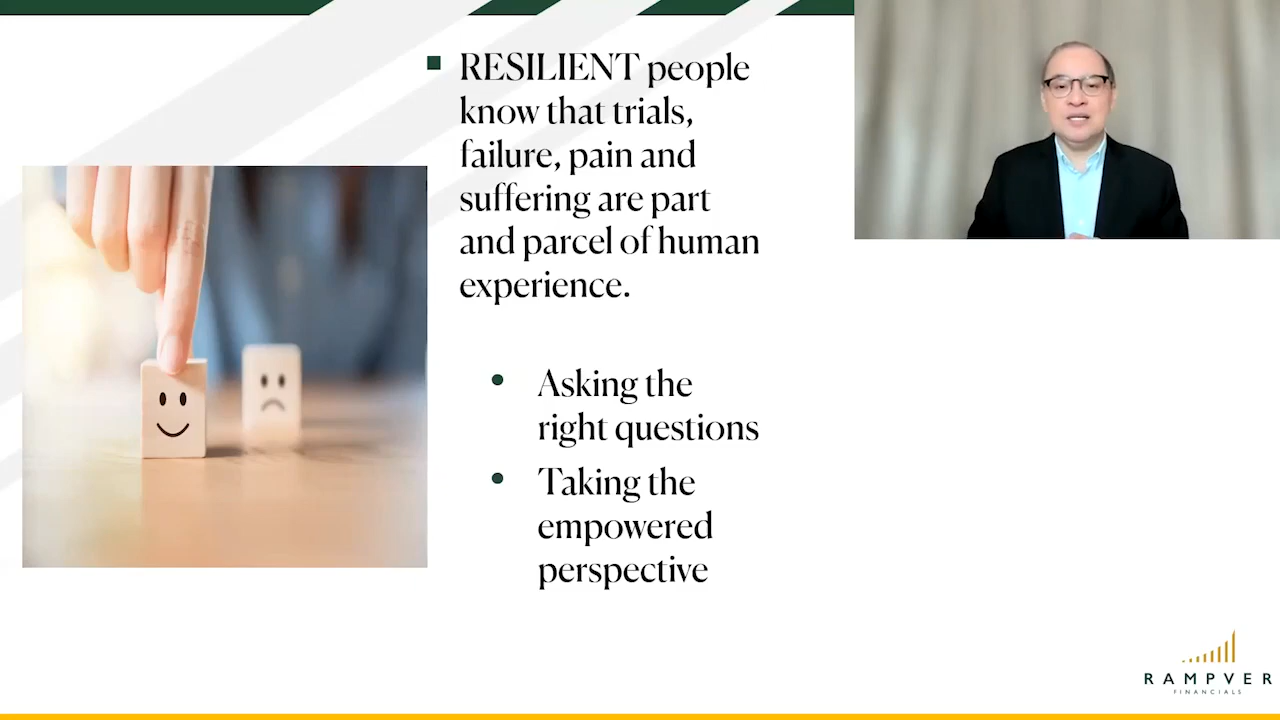 RESILIENT people
know that trials,
failure, pain and
suffering are part
and parcel of human
experience.
Asking the
right questions
Taking the
empowered
perspective
RAMPVER
FINANCIALS